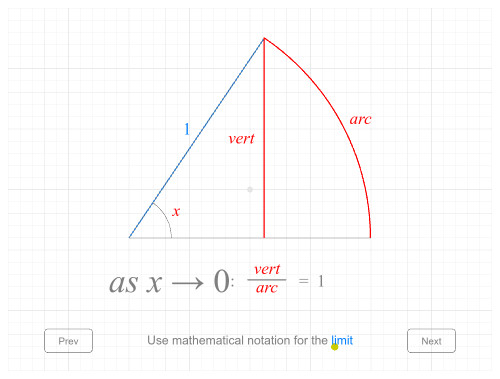 1
vert
arc
x
as x → 0: vert/arc = 1
Prev
Use mathematical notation for the limit
Next